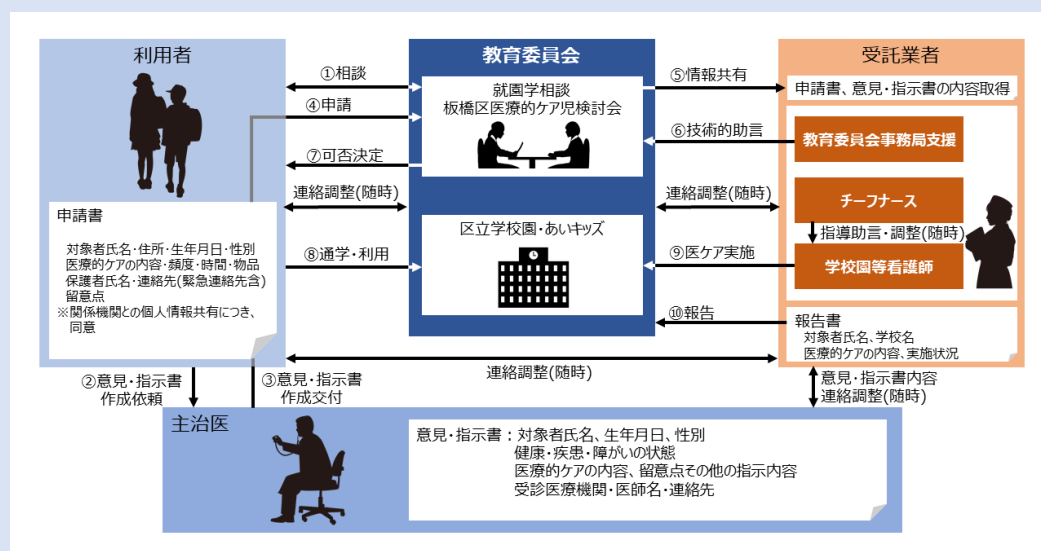 利用者
教育委員会
受託業者
①相談
④申請
⑦可否決定
連絡調整(随時)
⑧通学・利用
就園学相談
板橋区医療的ケア児検討会
区立学校園・あいキッズ
⑤情報共有
⑥技術的助言
連絡調整(随時)
⑨医ケア実施
⑩報告
申請書、意見・指示書の内容取得
教育委員会事務局支援
チーフナース
指導助言・調整(随時)
学校園等看護師
報告書
対象者氏名、学校名
医療的ケアの内容、実施状況
申請書
対象者氏名・住所・生年月日・性別
医療的ケアの内容・頻度・時間・物品
保護者氏名・連絡先(緊急連絡先含)
留意点
※関係機関との個人情報共有につき、
同意
②意見・指示書
作成依頼
③意見・指示書
作成交付
連絡調整(随時)
意見・指示書内容
連絡調整(随時)
主治医
意見・指示書:対象者氏名、生年月日、性別
健康・疾患・障がいの状態
医療的ケアの内容、留意点その他の指示内容
受診医療機関・医師名・連絡先